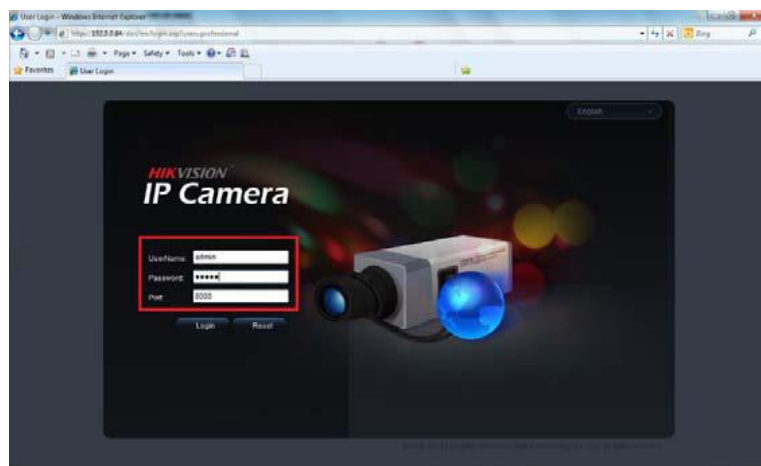 User Login - Windows Internet Explorer
Bing
Page Safety Tools
Favorites User Login
English
HIKVISION
IP Camera
UserName: admin
Password: •••••
Port: 8000
Login Reset